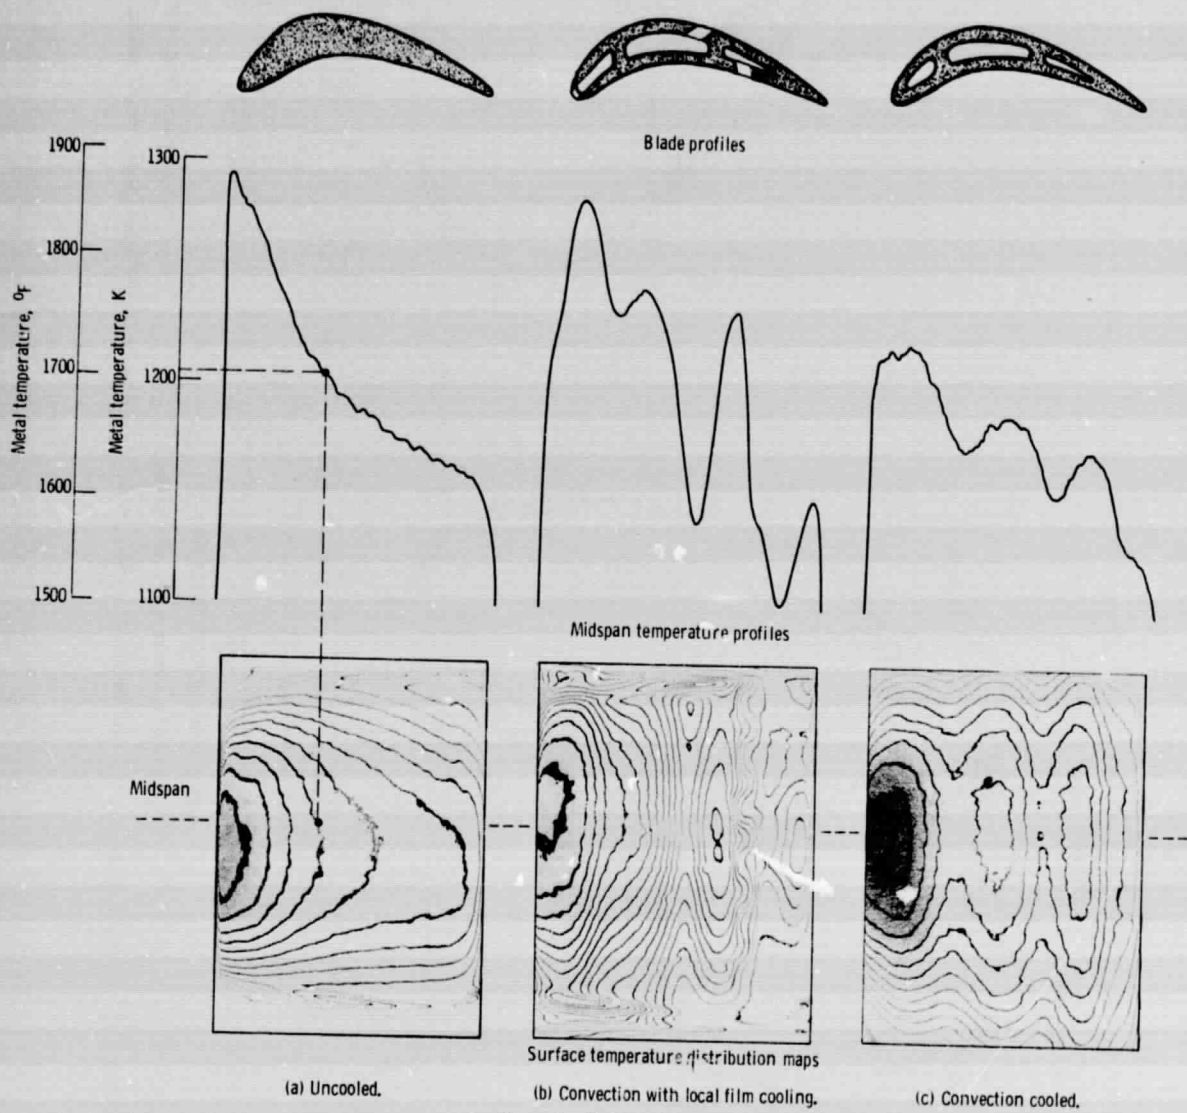 Blade profiles
1900
1800
1700
1600
1500
Metal temperature, °F
1300
1200
1100
Metal temperature, K
Midspan temperature profiles
Midspan
Surface temperature distribution maps
(a) Uncooled.
(b) Convection with local film cooling.
(c) Convection cooled.